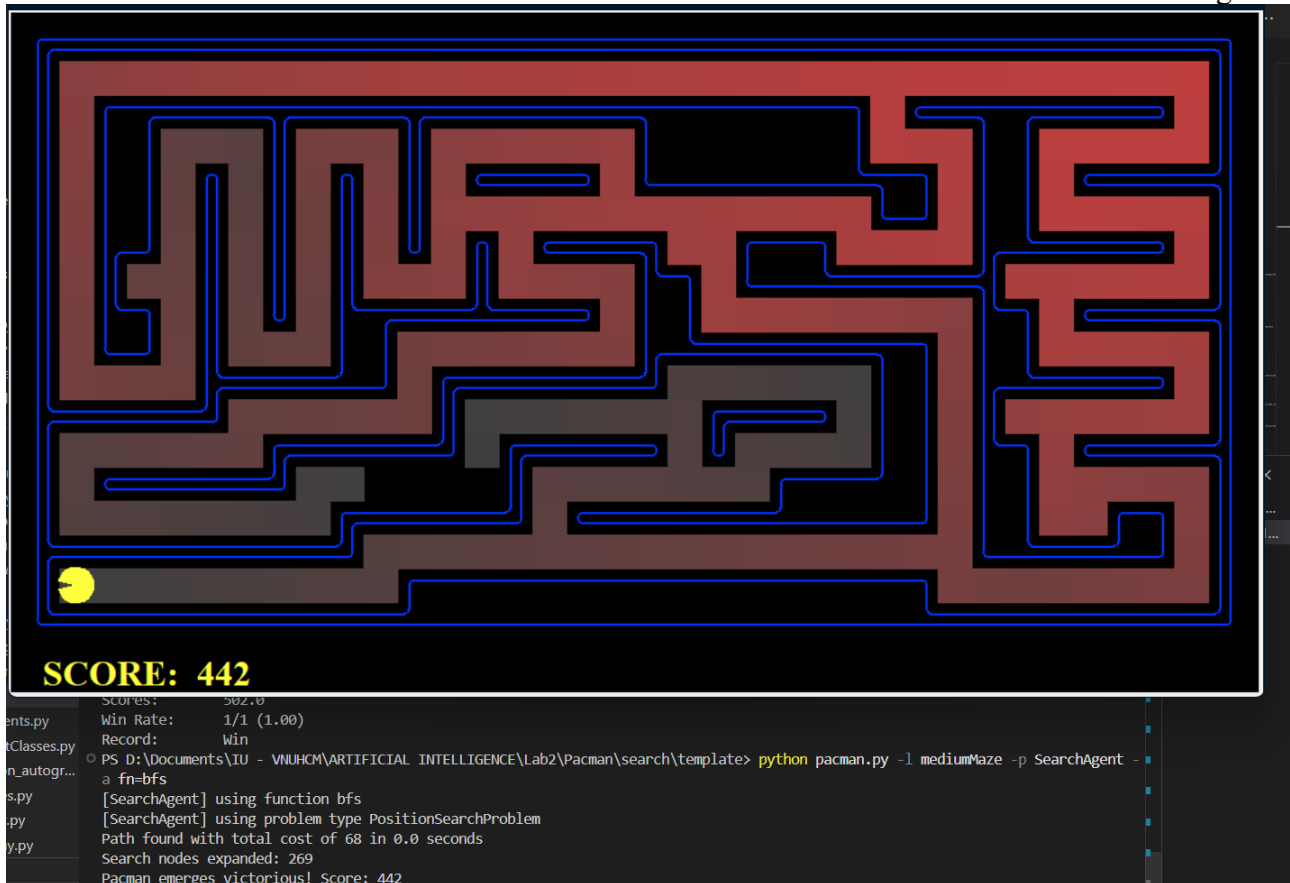 g
SCORE: 442
Scores: 502.0
ents.py
Win Rate: 1/1 (1.00)
tClasses.py
Record: Win
PS D:\Documents\IU - VNUHCM\ARTIFICIAL INTELLIGENCE\Lab2\Pacman\search\template> python pacman.py -l mediumMaze -p SearchAgent -
n_autogr...
a fn=bfs
s.py
[SearchAgent] using function bfs
.py
[SearchAgent] using problem type PositionSearchProblem
Path found with total cost of 68 in 0.0 seconds
y.py
Search nodes expanded: 269
Pacman emerges victorious! Score: 442